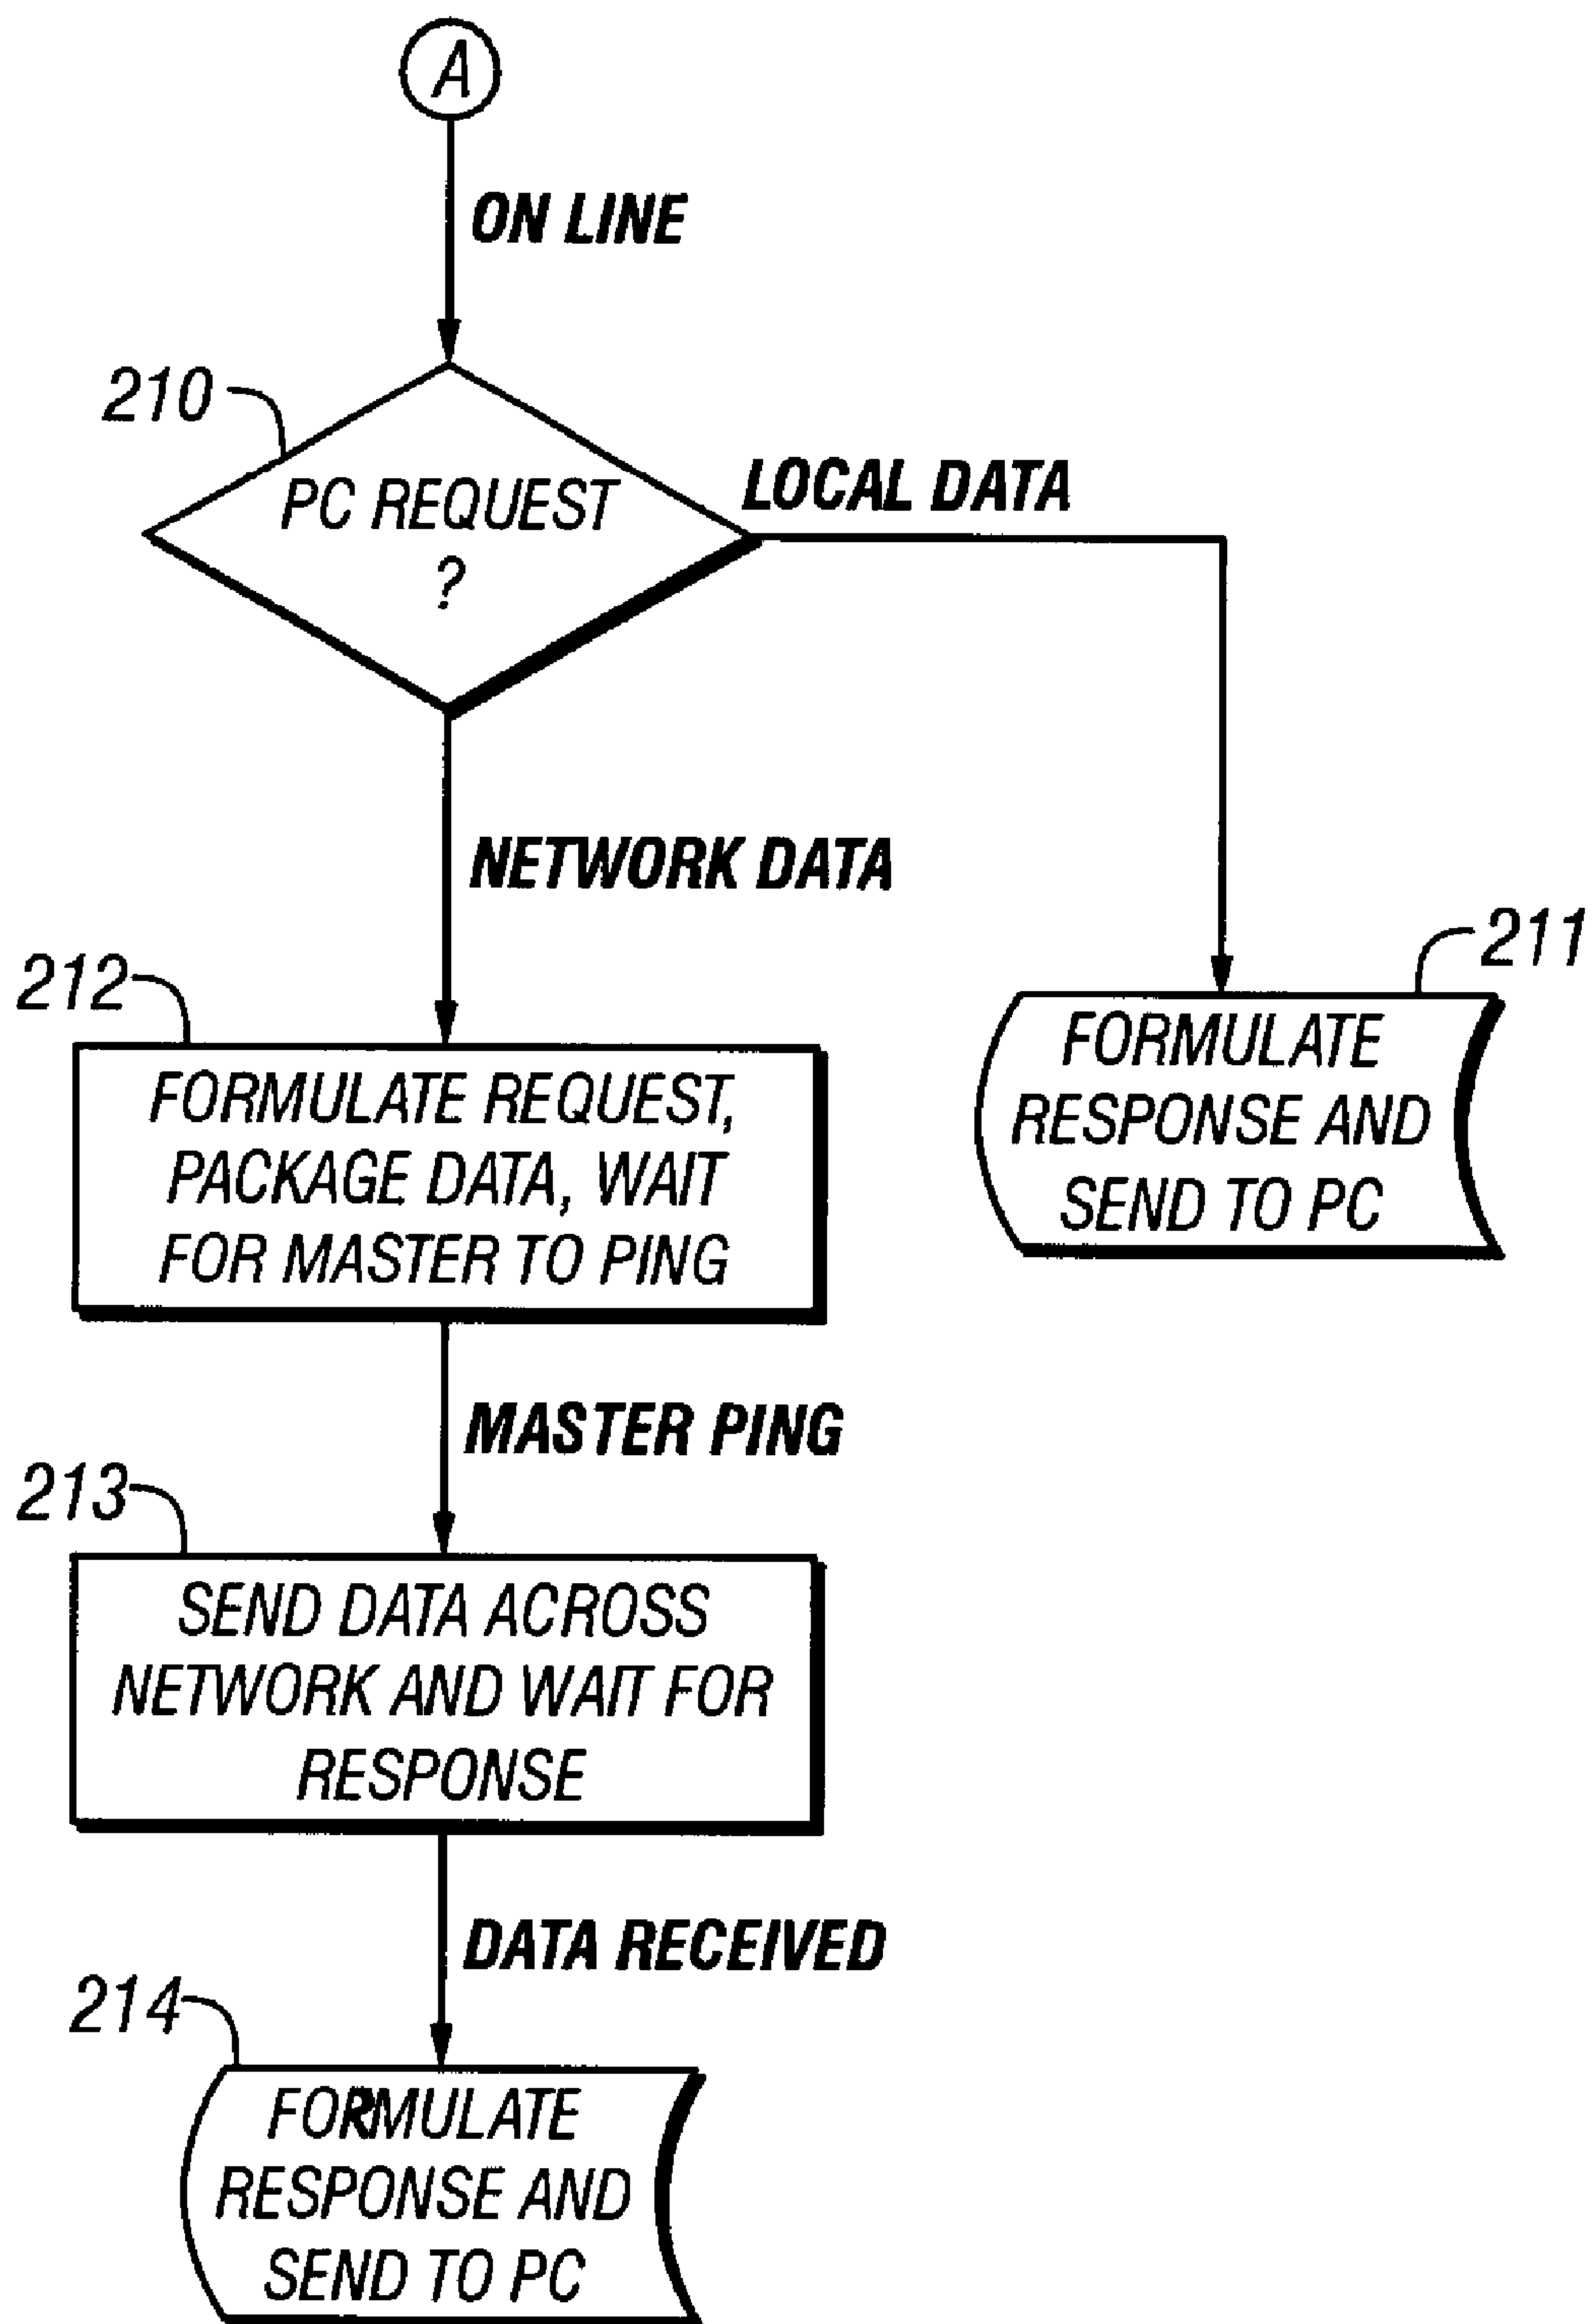 A
ON LINE
210
PC REQUEST
?
LOCAL DATA
NETWORK DATA
211
FORMULATE
RESPONSE AND
SEND TO PC
212
FORMULATE REQUEST,
PACKAGE DATA, WAIT
FOR MASTER TO PING
MASTER PING
213
SEND DATA ACROSS
NETWORK AND WAIT FOR
RESPONSE
DATA RECEIVED
214
FORMULATE
RESPONSE AND
SEND TO PC